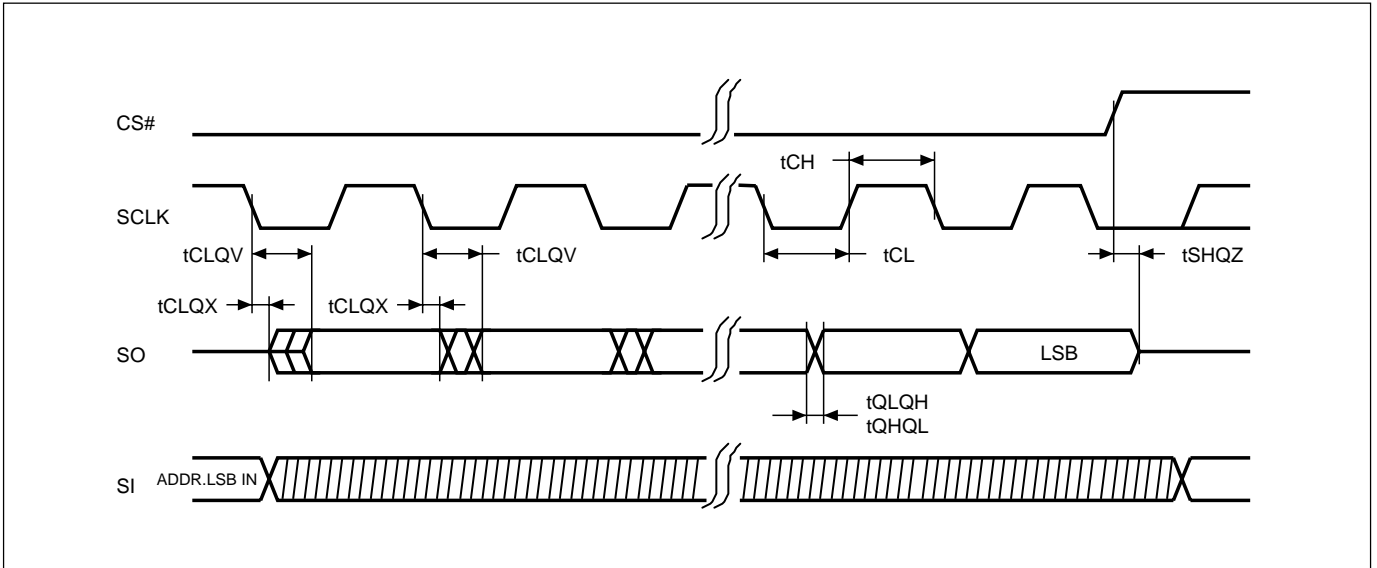 CS#
tCH
SCLK
tCLQV
tCLQV
tCL
tSHQZ
tCLQX
tCLQX
SO
LSB
tQLQH
tQHQL
SI
ADDR.LSB IN